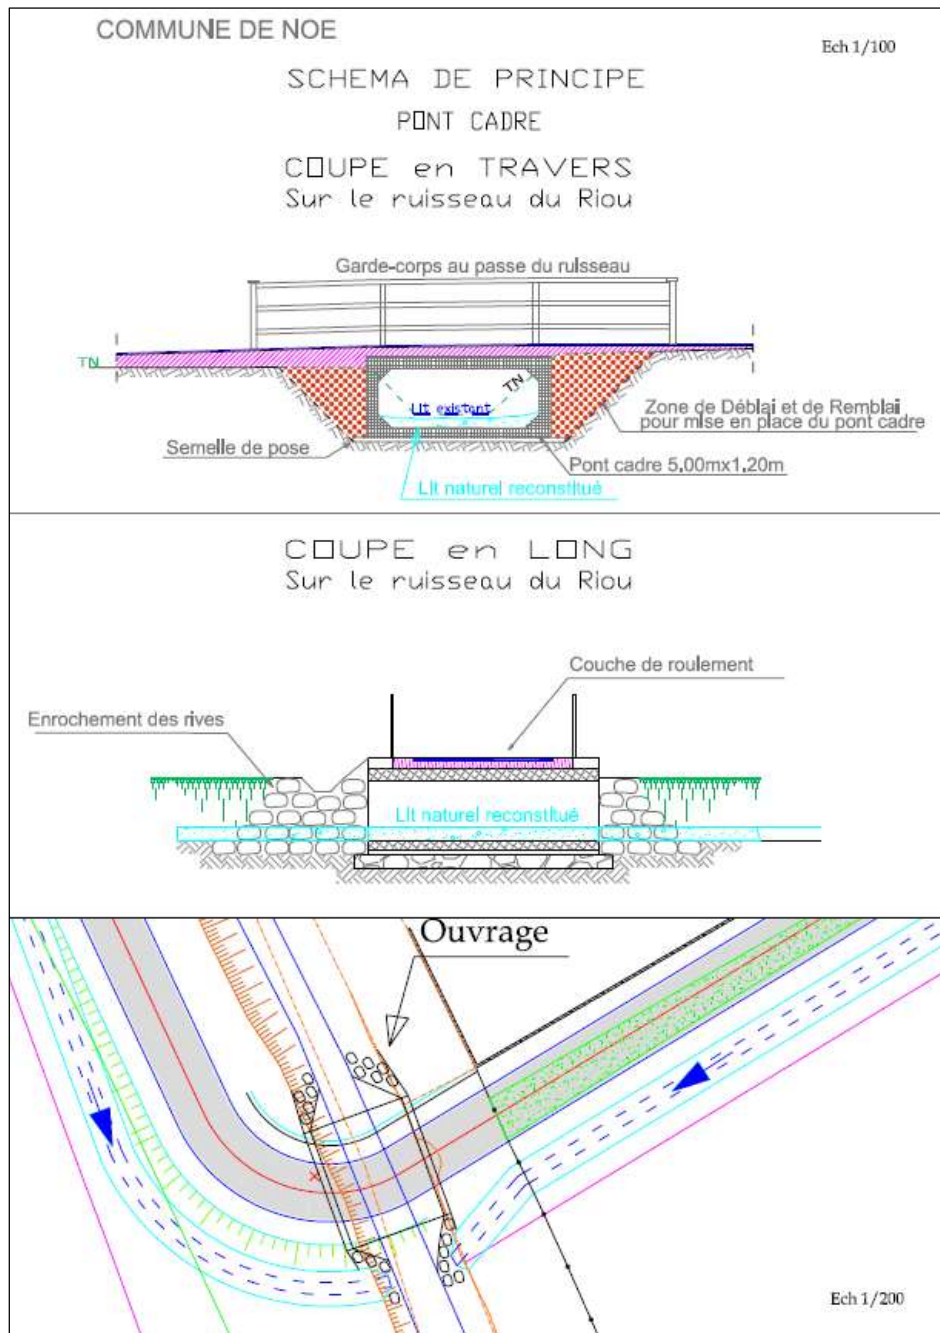 COMMUNE DE NOE
Ech 1/100
SCHEMA DE PRINCIPE
PONT CADRE
COUPE en TRAVERS
Sur le ruisseau du Riou
Garde-corps au passe du ruisseau
TN
TN
Lit existant
Zone de Déblai et de Remblai
pour mise en place du pont cadre
Semelle de pose
Pont cadre 5,00mx1,20m
Lit naturel reconstitué
COUPE en LONG
Sur le ruisseau du Riou
Couche de roulement
Enrochement des rives
Lit naturel reconstitué
Ouvrage
Ech 1/200